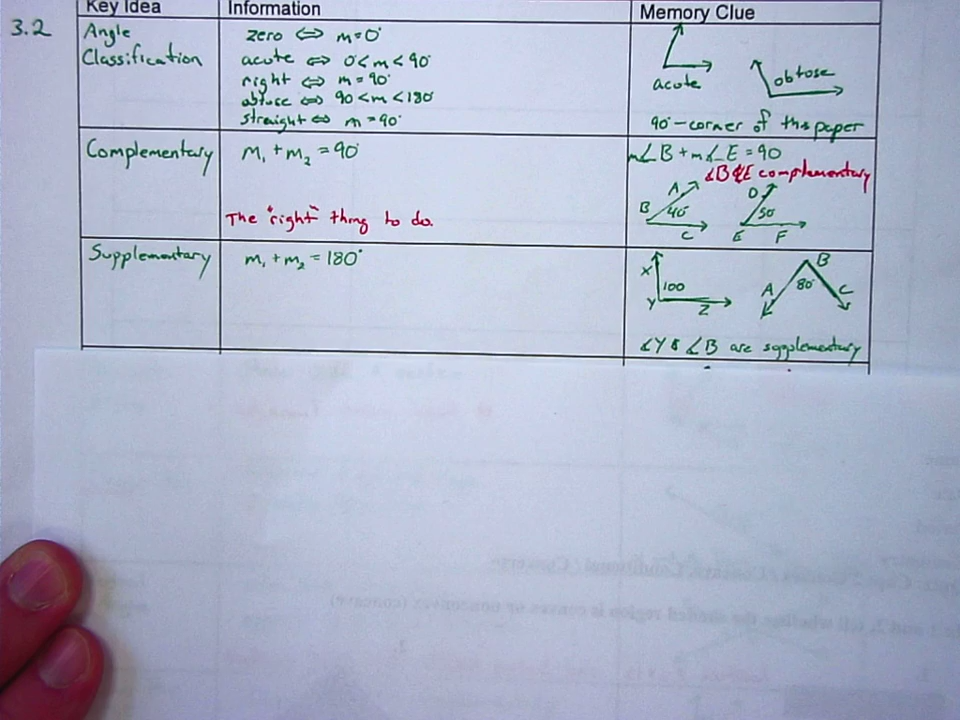 3.2
Key Idea
Information
Memory Clue
Angle
Classification
zero ⇔ m=0°
acute ⇔ 0<m<90°
right ⇔ m=90°
obtuse ⇔ 90<m<180
straight ⇔ m=90°
acute
obtuse
90°-corner of this paper
Complementary
m₁ + m₂ = 90°
The "right" thing to do.
m∠B + m∠E = 90
∠B & E complementary
A
B
40°
C
D
50°
E
F
Supplementary
m₁ + m₂ = 180°
X
100
Y
Z
B
A
80°
C
∠Y & ∠B are supplementary